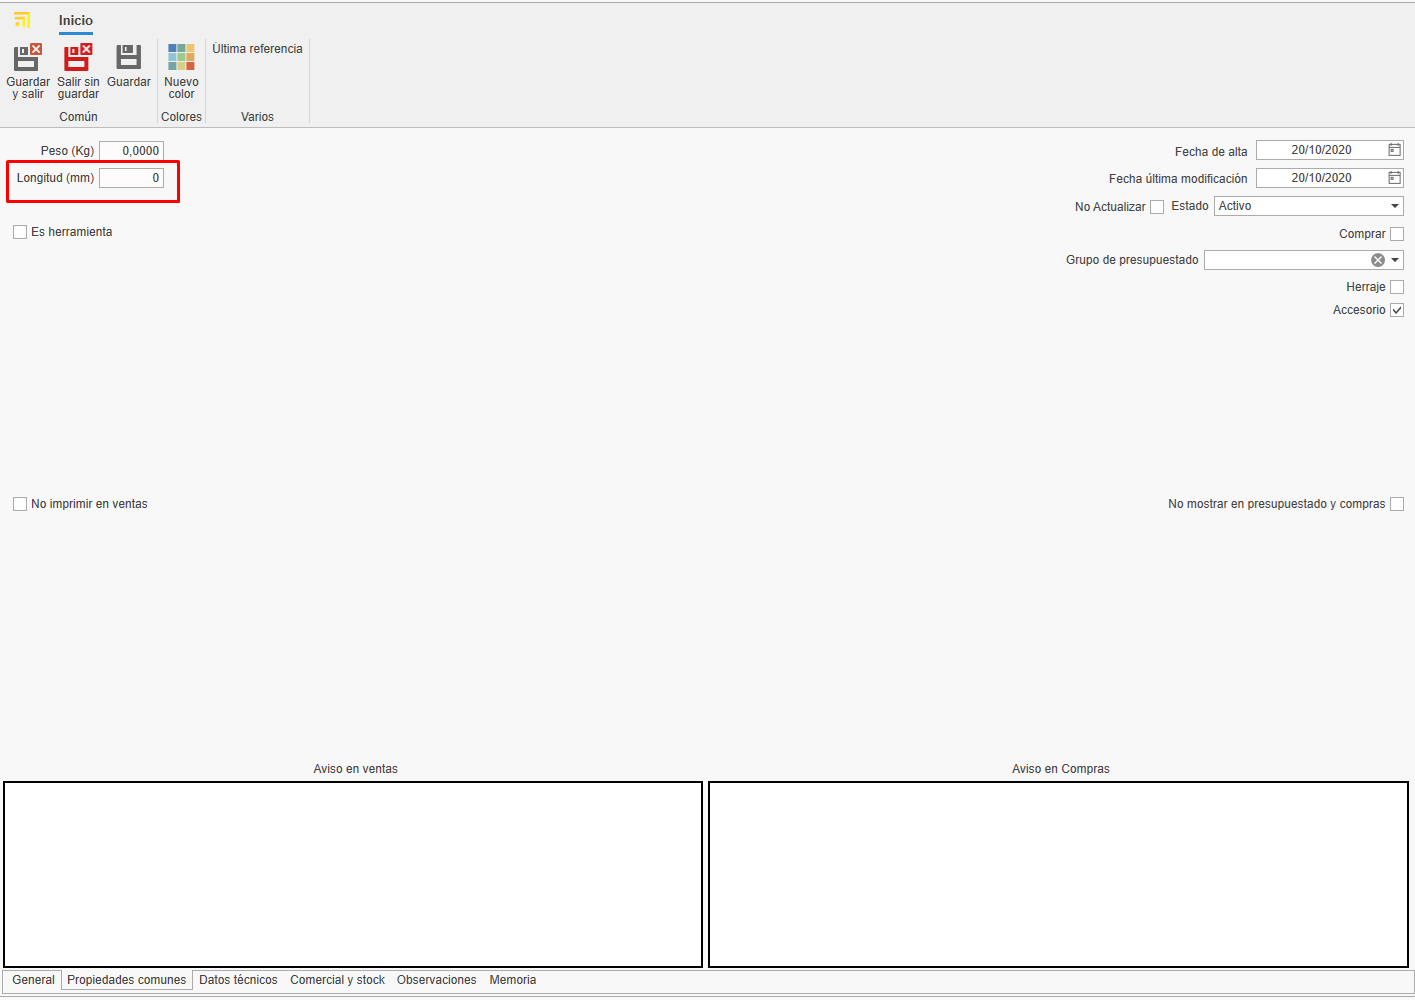 Inicio
Guardar y salir
Salir sin guardar
Guardar
Común
Nuevo color
Colores
Última referencia
Varios
Peso (Kg) 0,0000
Longitud (mm) 0
Es herramienta
Fecha de alta 20/10/2020
Fecha última modificación 20/10/2020
No Actualizar Estado Activo
Comprar
Grupo de presupuestado
Herraje
Accesorio
No imprimir en ventas
No mostrar en presupuestado y compras
Aviso en ventas
Aviso en Compras
General Propiedades comunes Datos técnicos Comercial y stock Observaciones Memoria